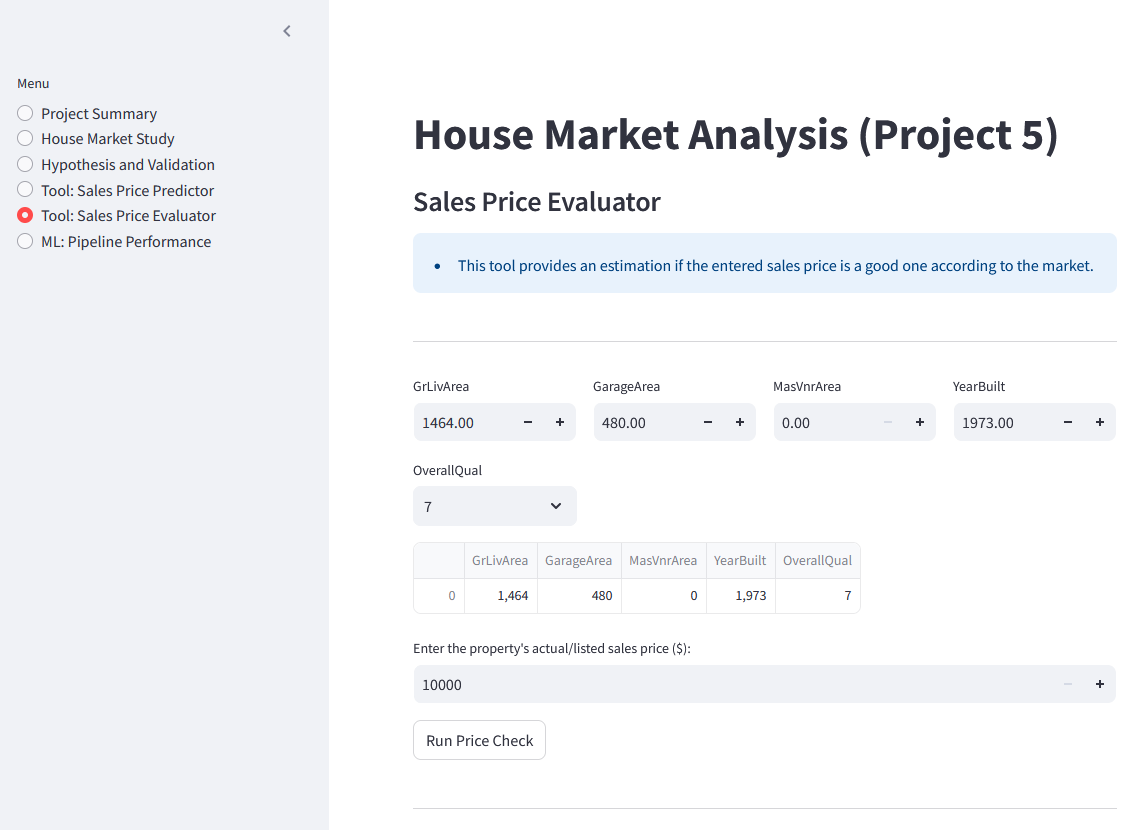 Menu
Project Summary
House Market Study
Hypothesis and Validation
Tool: Sales Price Predictor
Tool: Sales Price Evaluator
ML: Pipeline Performance
House Market Analysis (Project 5)
Sales Price Evaluator
• This tool provides an estimation if the entered sales price is a good one according to the market.
GrLivArea GarageArea MasVnrArea YearBuilt
1464.00 − + 480.00 − + 0.00 − + 1973.00 − +
OverallQual
7
GrLivArea GarageArea MasVnrArea YearBuilt OverallQual
0 1,464 480 0 1,973 7
Enter the property's actual/listed sales price ($):
10000 − +
Run Price Check